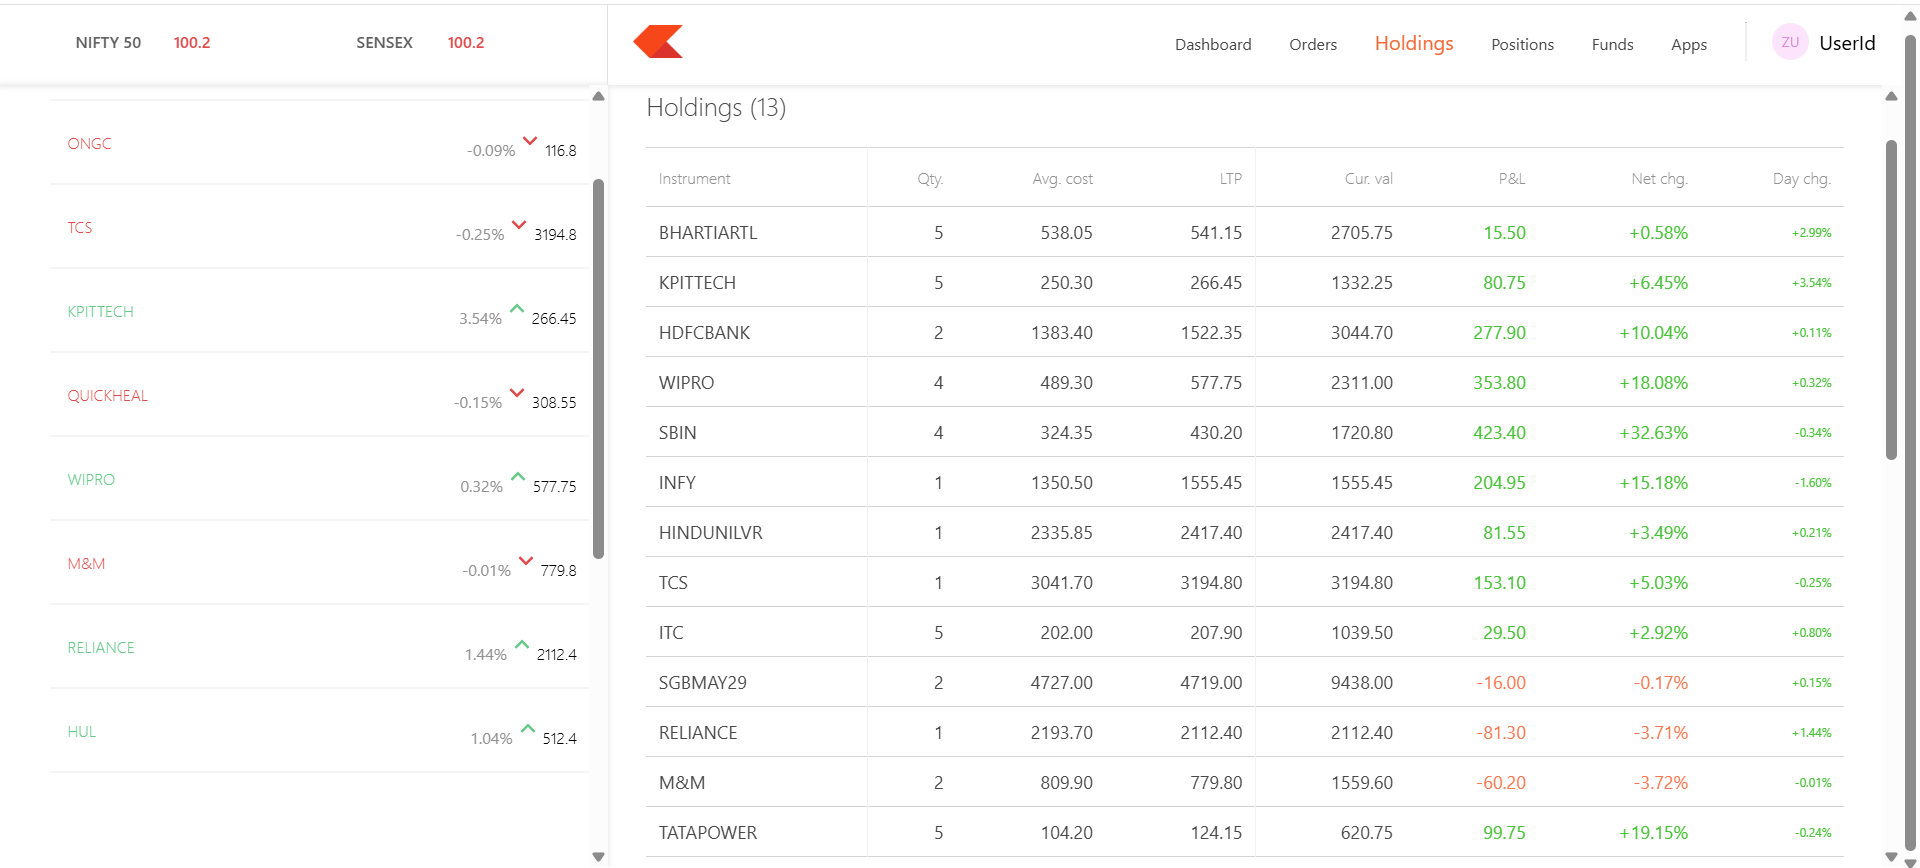 NIFTY 50 100.2 SENSEX 100.2
Dashboard Orders Holdings Positions Funds Apps ZU UserId
ONGC -0.09% 116.8
TCS -0.25% 3194.8
KPITTECH 3.54% 266.45
QUICKHEAL -0.15% 308.55
WIPRO 0.32% 577.75
M&M -0.01% 779.8
RELIANCE 1.44% 2112.4
HUL 1.04% 512.4
Holdings (13)
Instrument Qty. Avg. cost LTP Cur. val P&L Net chg. Day chg.
BHARTIARTL 5 538.05 541.15 2705.75 15.50 +0.58% +2.99%
KPITTECH 5 250.30 266.45 1332.25 80.75 +6.45% +3.54%
HDFCBANK 2 1383.40 1522.35 3044.70 277.90 +10.04% +0.11%
WIPRO 4 489.30 577.75 2311.00 353.80 +18.08% +0.32%
SBIN 4 324.35 430.20 1720.80 423.40 +32.63% -0.34%
INFY 1 1350.50 1555.45 1555.45 204.95 +15.18% -1.60%
HINDUNILVR 1 2335.85 2417.40 2417.40 81.55 +3.49% +0.21%
TCS 1 3041.70 3194.80 3194.80 153.10 +5.03% -0.25%
ITC 5 202.00 207.90 1039.50 29.50 +2.92% +0.80%
SGBMAY29 2 4727.00 4719.00 9438.00 -16.00 -0.17% +0.15%
RELIANCE 1 2193.70 2112.40 2112.40 -81.30 -3.71% +1.44%
M&M 2 809.90 779.80 1559.60 -60.20 -3.72% -0.01%
TATAPOWER 5 104.20 124.15 620.75 99.75 +19.15% -0.24%